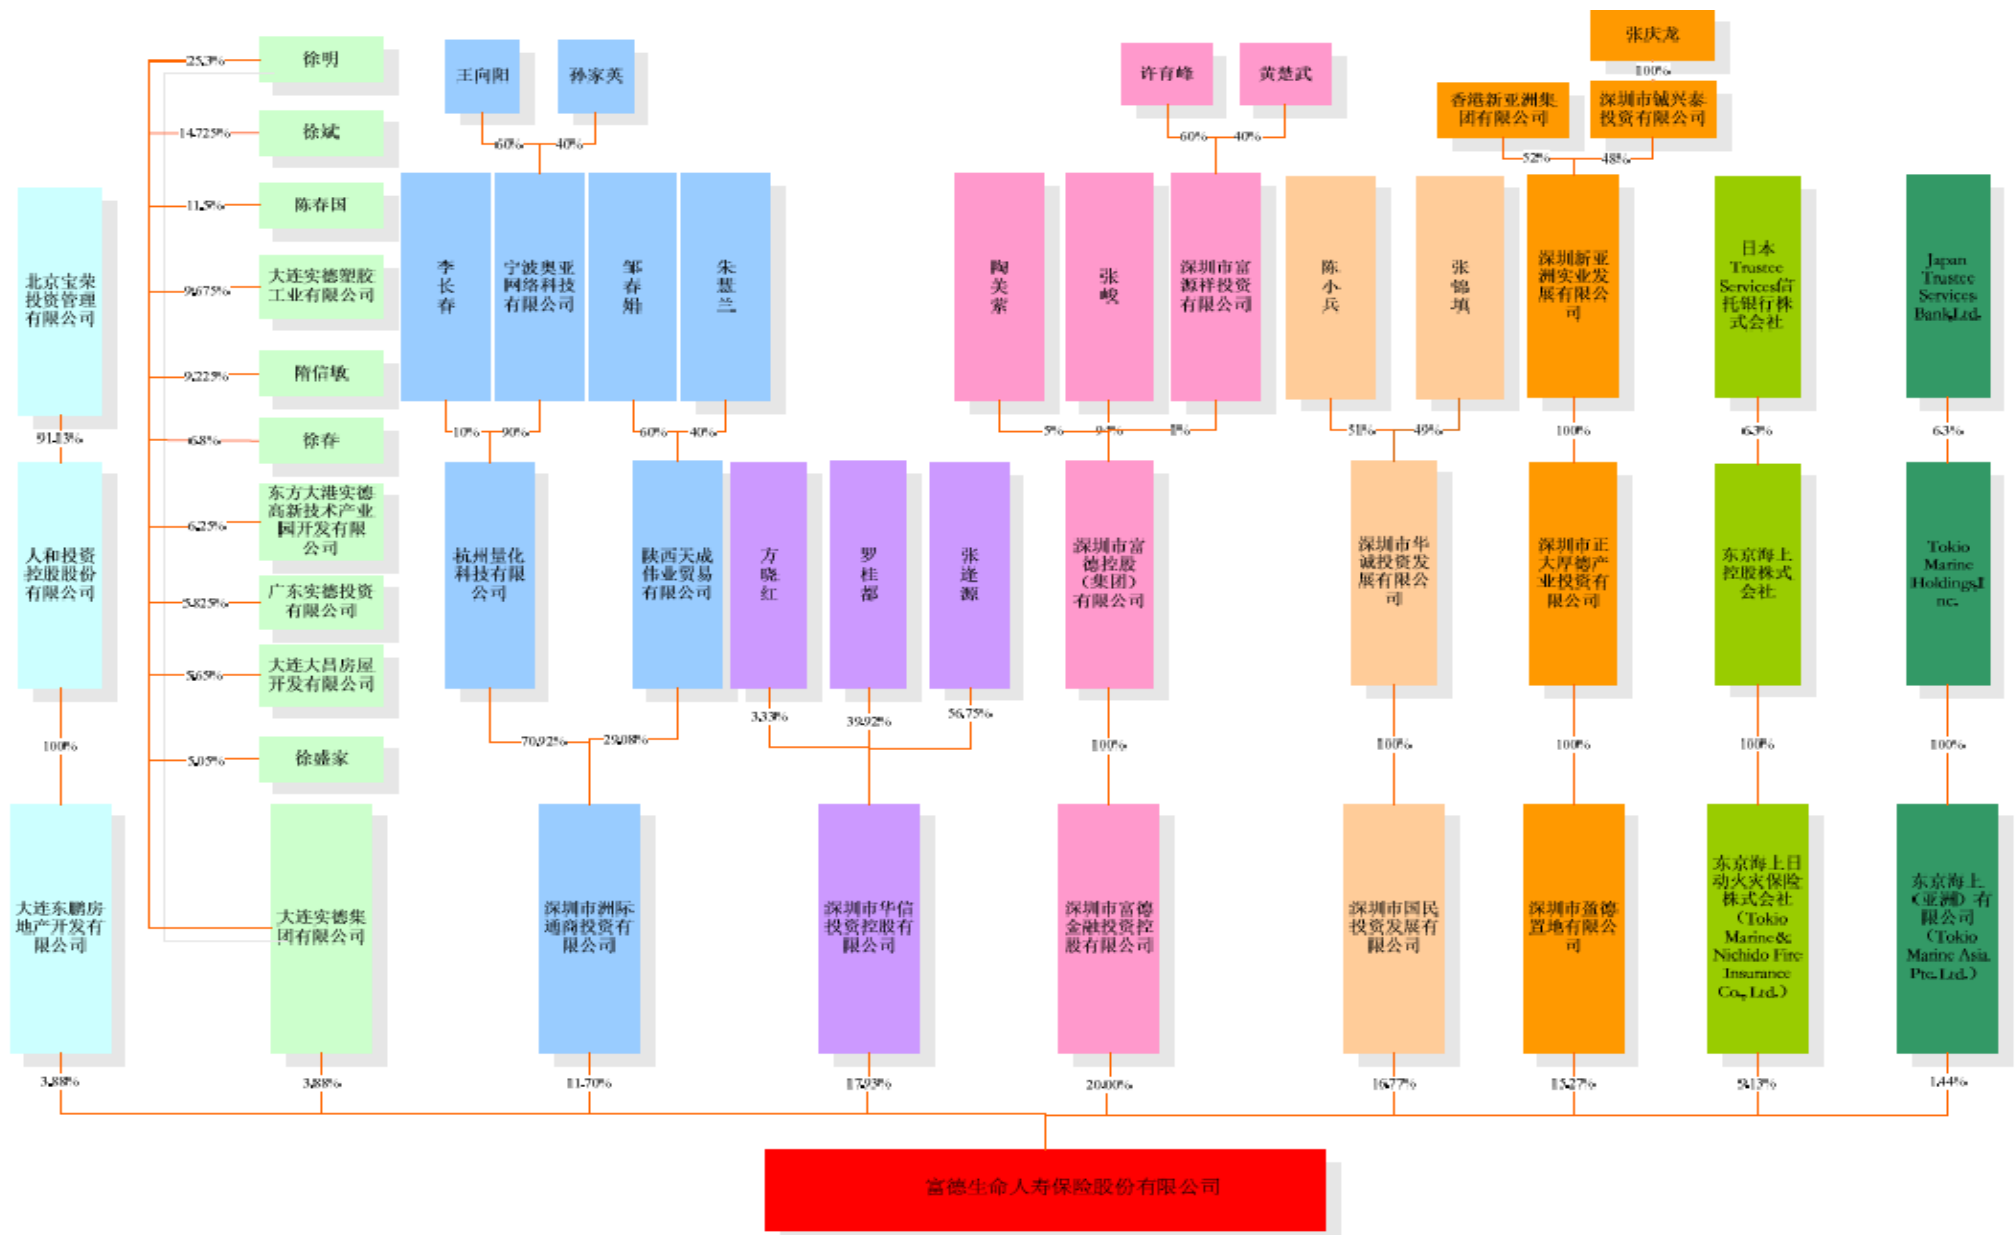 张庆龙
100%
徐明
25.3%
王向阳
孙家英
许育峰
黄楚武
香港新亚洲集
团有限公司
深圳市铖兴泰
投资有限公司
徐斌
14.725%
60%
40%
60%
40%
52%
48%
陈春国
11.5%
北京宝荣
投资管理
有限公司
大连实德塑胶
工业有限公司
9.675%
李长春
宁波奥亚
网络科技
有限公司
邹春娟
朱慧兰
陶美萦
张峻
深圳市富
源祥投资
有限公司
陈小兵
张锦填
深圳新亚
洲实业发
展有限公
司
日本
Trustee
Services信
托银行株
式会社
Japan
Trustee
Services
Bank,Ltd.
隋信敏
9.225%
91.13%
徐春
6.8%
10%
90%
60%
40%
5%
1%
51%
49%
100%
6.3%
6.3%
人和投资
控股股份
有限公司
东方大港实德
高新技术产业
园开发有限
公司
6.25%
杭州量化
科技有限
公司
陕西天成
伟业贸易
有限公司
方晓红
罗桂都
张逢源
深圳市富
德控股
(集团)
有限公司
深圳市华
诚投资发
展有限公
司
深圳市正
大厚德产
业投资有
限公司
东京海上
控股株式
会社
Tokio
Marine
Holdings,I
nc.
广东实德投资
有限公司
5.825%
大连大昌房屋
开发有限公司
5.65%
100%
徐盛家
5.05%
70.92%
29.08%
3.33%
39.92%
56.75%
100%
100%
100%
100%
100%
大连东鹏房
地产开发有
限公司
大连实德集
团有限公司
深圳市洲际
通商投资有
限公司
深圳市华信
投资控股有
限公司
深圳市富德
金融投资控
股有限公司
深圳市国民
投资发展有
限公司
深圳市盈德
置地有限公
司
东京海上日
动火灾保险
株式会社
(Tokio
Marine&
Nichido Fire
Insurance
Co., Ltd.)
东京海上
(亚洲)有
限公司
(Tokio
Marine Asia
Pte. Ltd.)
3.88%
3.88%
11.70%
17.93%
20.00%
16.77%
15.27%
9.13%
1.44%
富德生命人寿保险股份有限公司